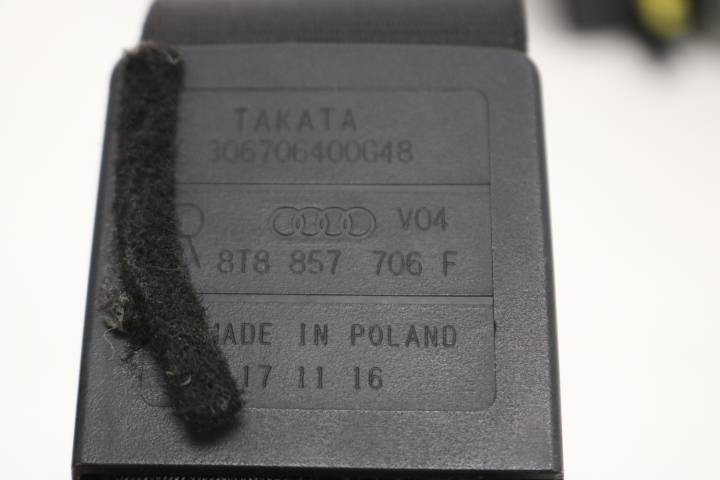 TAKATA
306706400G48
R V04
8T8 857 706 F
MADE IN POLAND
17 11 16